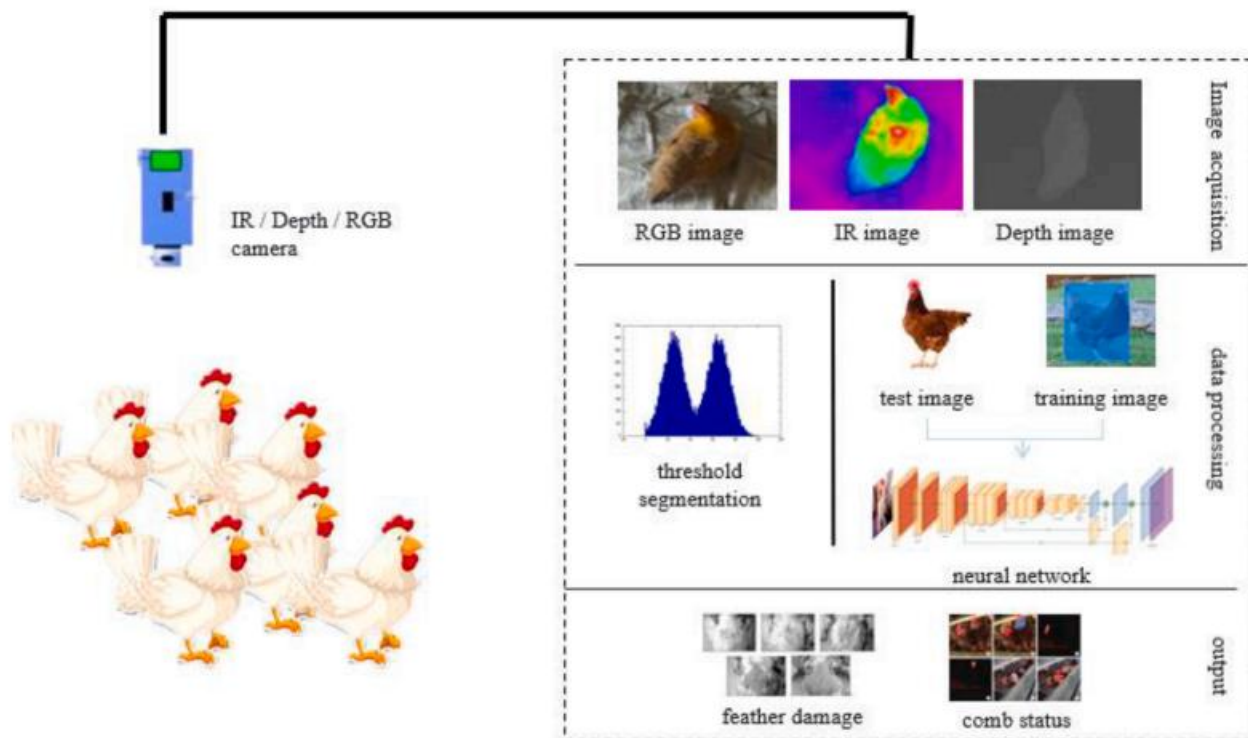 IR / Depth / RGB
camera
RGB image
IR image
Depth image
Image acquisition
threshold
segmentation
test image
training image
neural network
data processing
feather damage
comb status
output